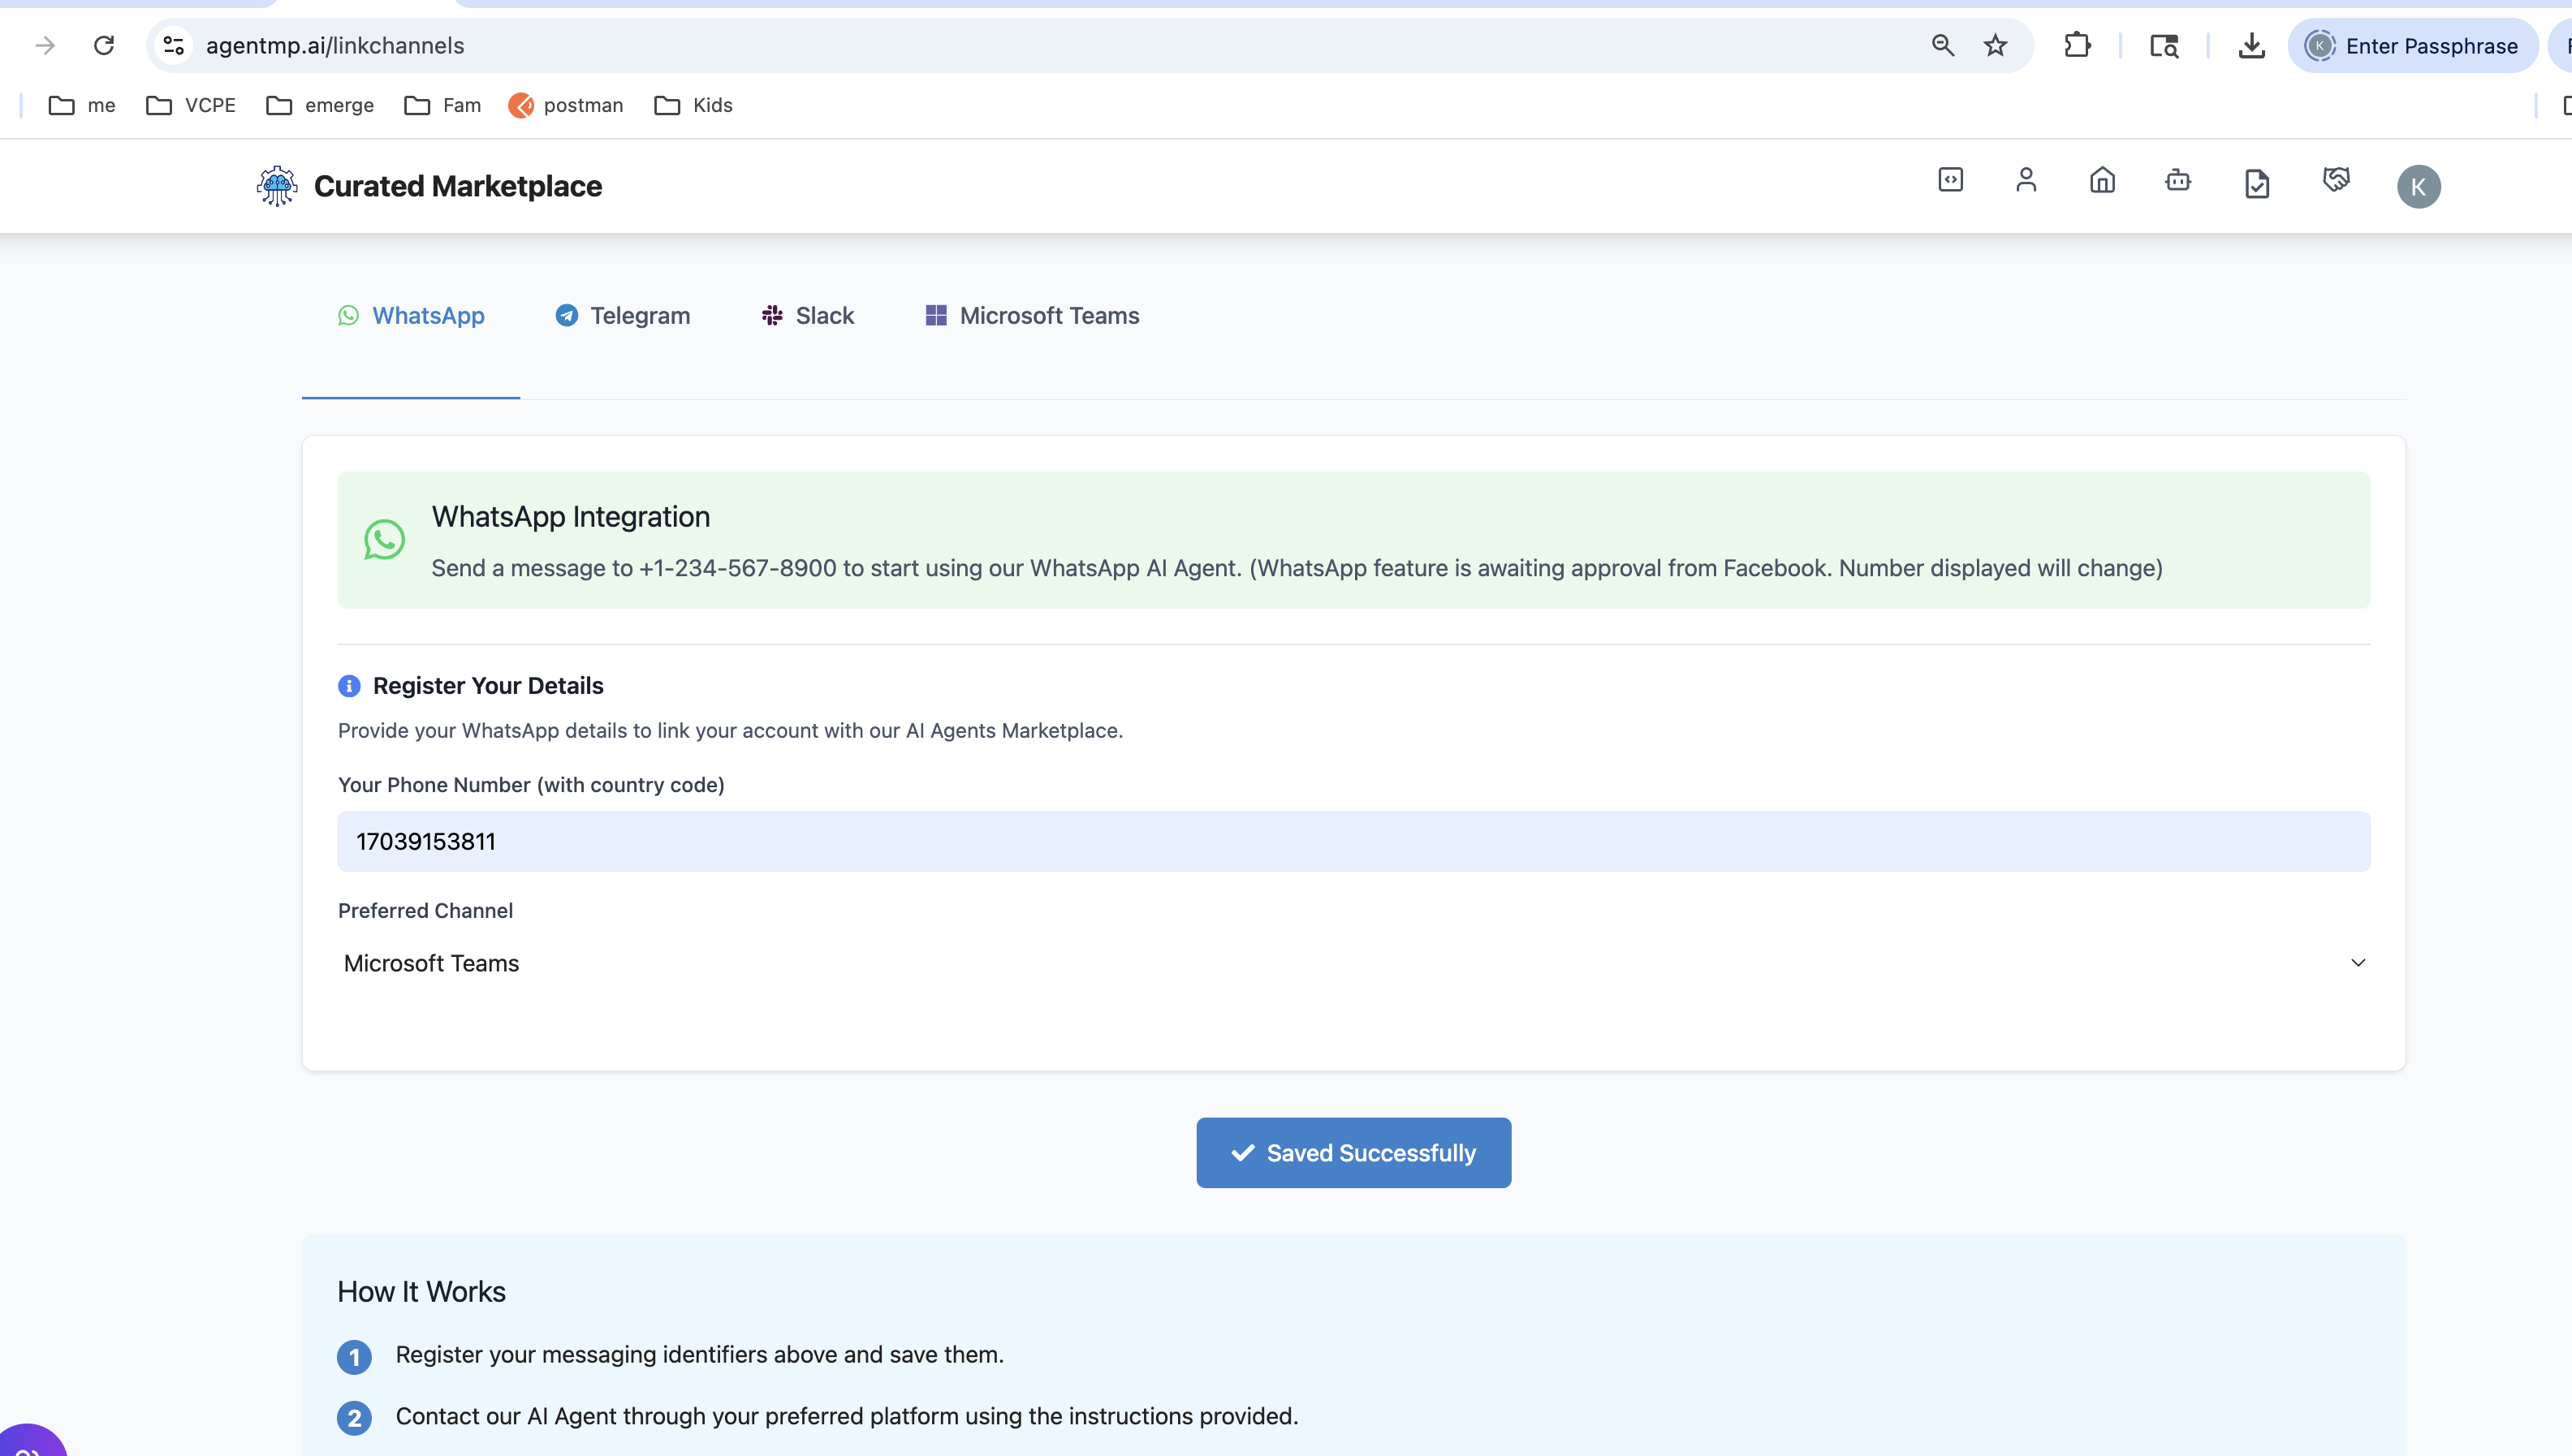 agentmp.ai/linkchannels
K
Enter Passphrase
me
VCPE
emerge
Fam
postman
Kids
Curated Marketplace
K
WhatsApp
Telegram
Slack
Microsoft Teams
WhatsApp Integration
Send a message to +1-234-567-8900 to start using our WhatsApp AI Agent. (WhatsApp feature is awaiting approval from Facebook. Number displayed will change)
Register Your Details
Provide your WhatsApp details to link your account with our AI Agents Marketplace.
Your Phone Number (with country code)
17039153811
Preferred Channel
Microsoft Teams
Saved Successfully
How It Works
1 Register your messaging identifiers above and save them.
2 Contact our AI Agent through your preferred platform using the instructions provided.